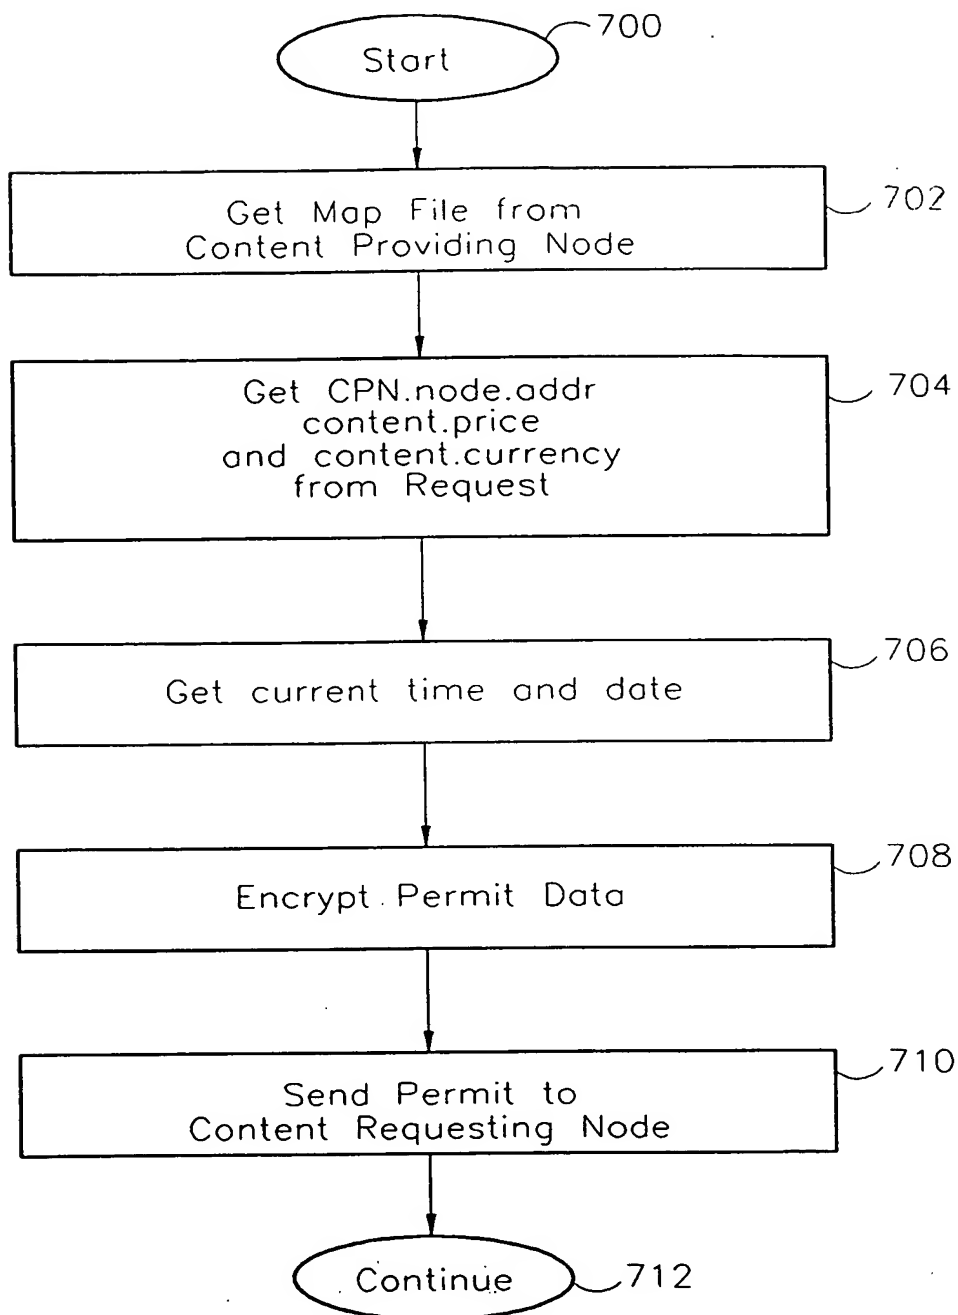 Start
700
Get Map File from
Content Providing Node
702
Get CPN.node.addr
content.price
and content.currency
from Request
704
Get current time and date
706
Encrypt Permit Data
708
Send Permit to
Content Requesting Node
710
Continue
712